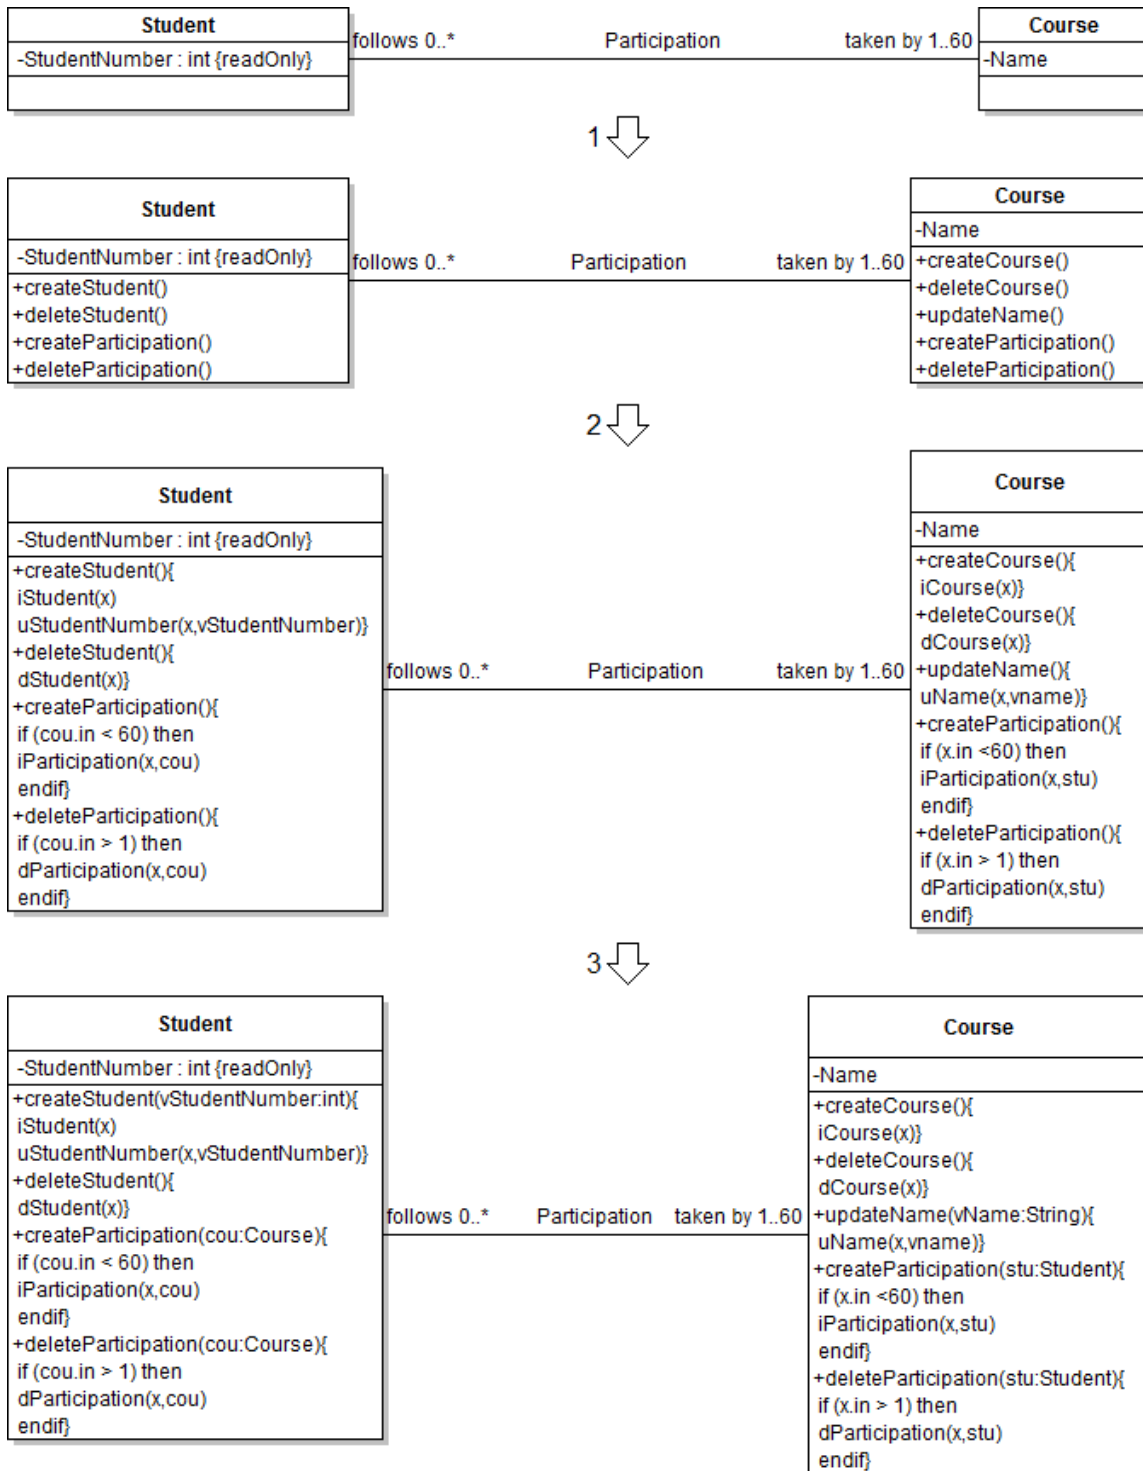 Student
-StudentNumber : int {readOnly}
follows 0..*
Participation
taken by 1..60
Course
-Name
1
Student
-StudentNumber : int {readOnly}
+createStudent()
+deleteStudent()
+createParticipation()
+deleteParticipation()
follows 0..*
Participation
taken by 1..60
Course
-Name
+createCourse()
+deleteCourse()
+updateName()
+createParticipation()
+deleteParticipation()
2
Student
-StudentNumber : int {readOnly}
+createStudent(){
iStudent(x)
uStudentNumber(x,vStudentNumber)}
+deleteStudent(){
dStudent(x)}
+createParticipation(){
if (cou.in < 60) then
iParticipation(x,cou)
endif}
+deleteParticipation(){
if (cou.in > 1) then
dParticipation(x,cou)
endif}
follows 0..*
Participation
taken by 1..60
Course
-Name
+createCourse(){
iCourse(x)}
+deleteCourse(){
dCourse(x)}
+updateName(){
uName(x,vname)}
+createParticipation(){
if (x.in <60) then
iParticipation(x,stu)
endif}
+deleteParticipation(){
if (x.in > 1) then
dParticipation(x,stu)
endif}
3
Student
-StudentNumber : int {readOnly}
+createStudent(vStudentNumber:int){
iStudent(x)
uStudentNumber(x,vStudentNumber)}
+deleteStudent(){
dStudent(x)}
+createParticipation(cou:Course){
if (cou.in < 60) then
iParticipation(x,cou)
endif}
+deleteParticipation(cou:Course){
if (cou.in > 1) then
dParticipation(x,cou)
endif}
follows 0..*
Participation
taken by 1..60
Course
-Name
+createCourse(){
iCourse(x)}
+deleteCourse(){
dCourse(x)}
+updateName(vName:String){
uName(x,vname)}
+createParticipation(stu:Student){
if (x.in <60) then
iParticipation(x,stu)
endif}
+deleteParticipation(stu:Student){
if (x.in > 1) then
dParticipation(x,stu)
endif}